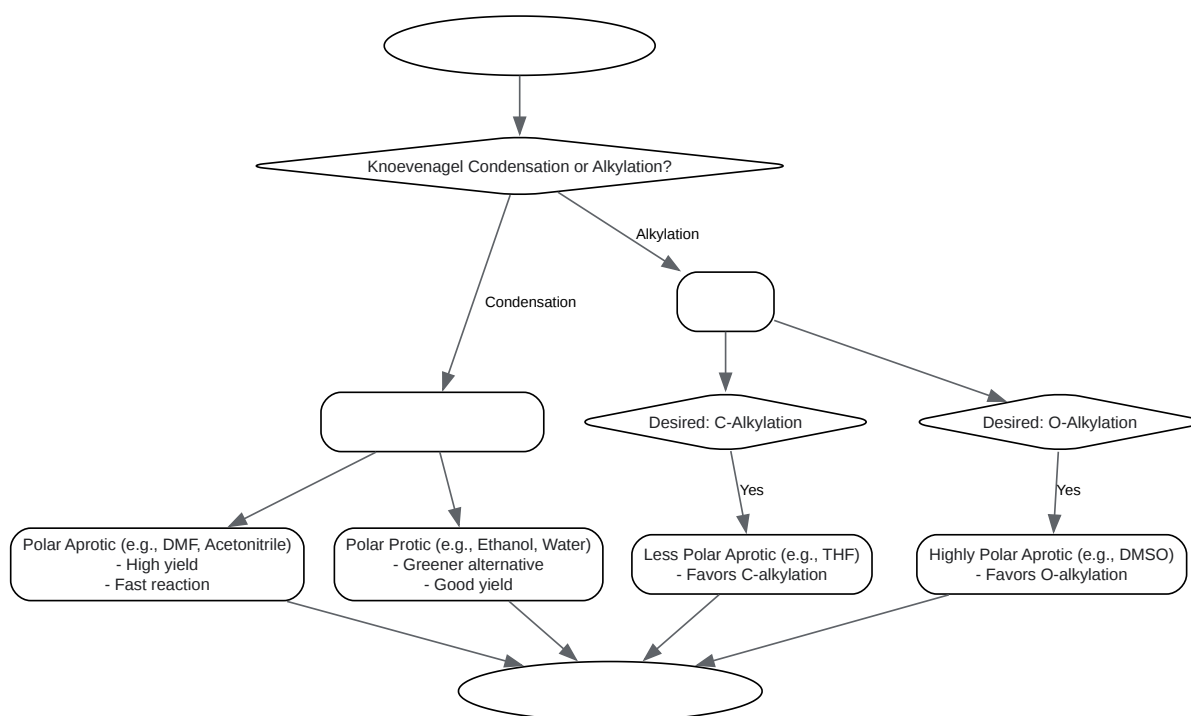 Knoevenagel Condensation or Alkylation?
Alkylation
Condensation
Desired: C-Alkylation
Desired: O-Alkylation
Yes
Yes
Polar Aprotic (e.g., DMF, Acetonitrile)
- High yield
- Fast reaction
Polar Protic (e.g., Ethanol, Water)
- Greener alternative
- Good yield
Less Polar Aprotic (e.g., THF)
- Favors C-alkylation
Highly Polar Aprotic (e.g., DMSO)
- Favors O-alkylation